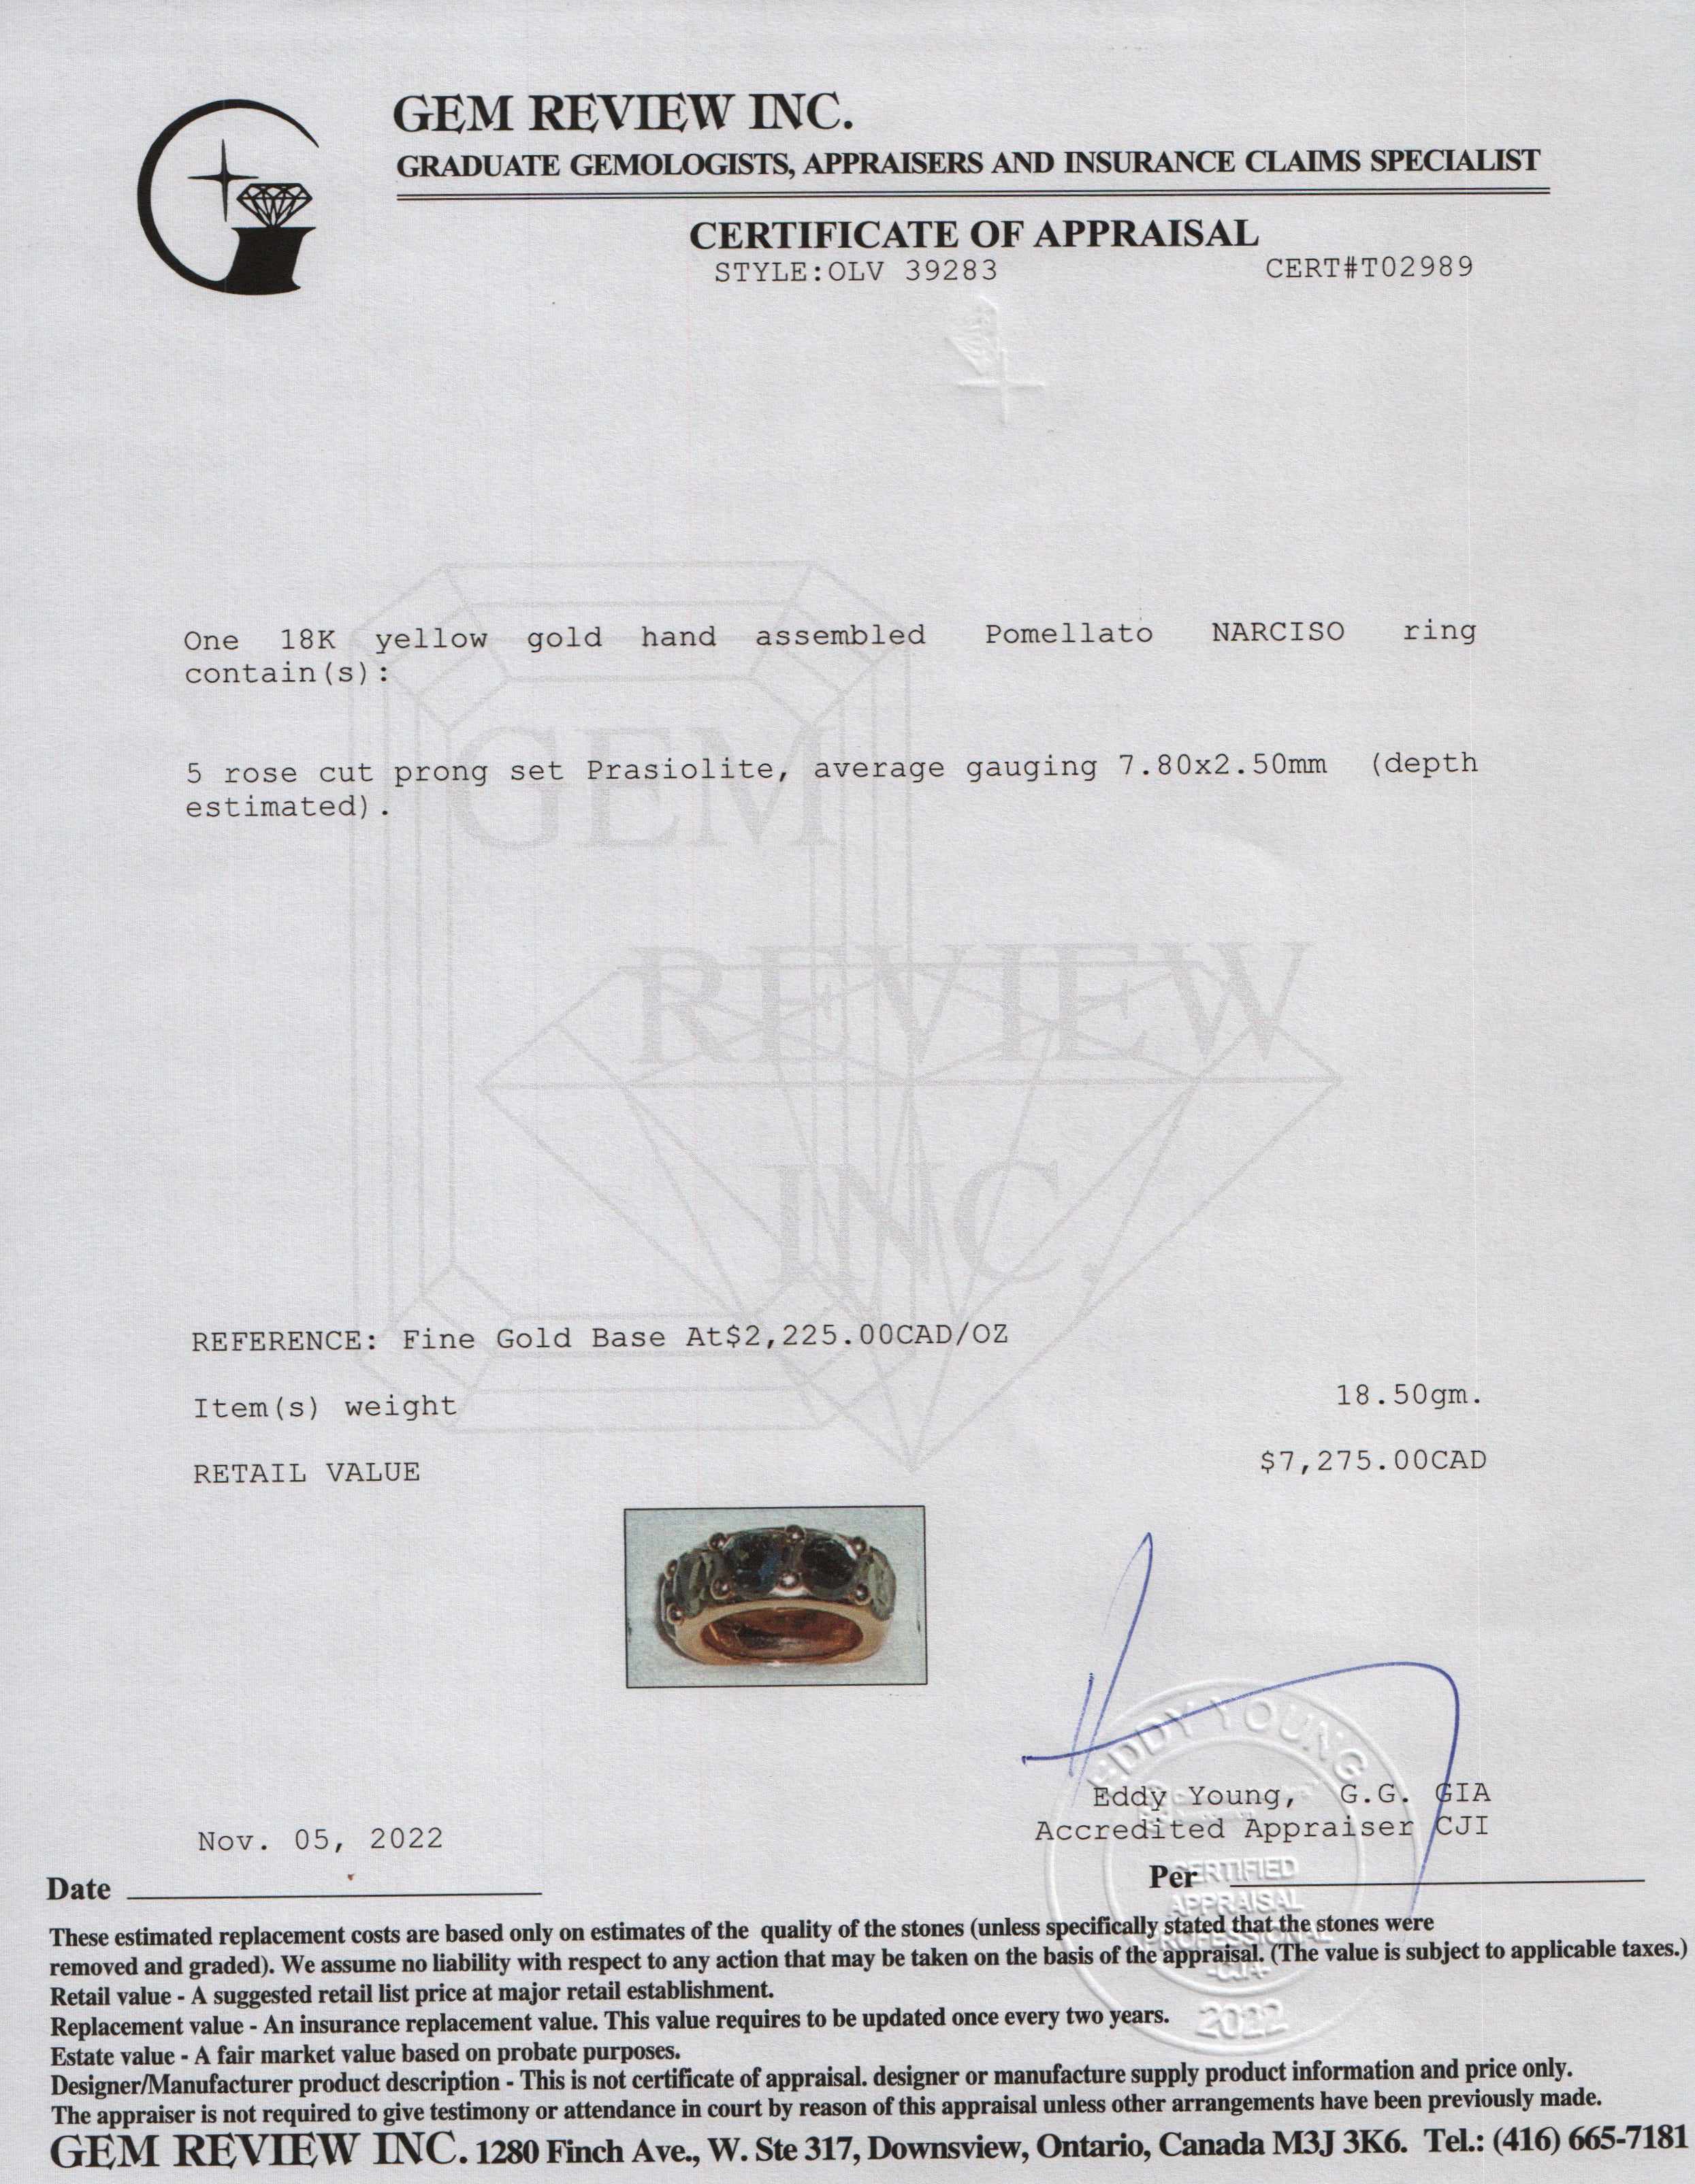 GEM REVIEW INC.
GRADUATE GEMOLOGISTS, APPRAISERS AND INSURANCE CLAIMS SPECIALIST
CERTIFICATE OF APPRAISAL
STYLE:OLV 39283 CERT#T02989
One 18K yellow gold hand assembled Pomellato NARCISO ring
contain(s):
GEM
5 rose cut prong set Prasiolite, average gauging 7.80x2.50mm (depth
estimated).
REVIEW
INC.
REFERENCE: Fine Gold Base At$2,225.00CAD/OZ
Item(s) weight 18.50gm.
RETAIL VALUE $7,275.00CAD
EDDY YOUNG
Eddy Young, G.G. GIA
Accredited Appraiser CJI
Nov. 05, 2022
Date
Per
CERTIFIED
APPRAISAL
PROFESSIONAL
-CJA-
2022
These estimated replacement costs are based only on estimates of the quality of the stones (unless specifically stated that the stones were
removed and graded). We assume no liability with respect to any action that may be taken on the basis of the appraisal. (The value is subject to applicable taxes.)
Retail value - A suggested retail list price at major retail establishment.
Replacement value - An insurance replacement value. This value requires to be updated once every two years.
Estate value - A fair market value based on probate purposes.
Designer/Manufacturer product description - This is not certificate of appraisal. designer or manufacture supply product information and price only.
The appraiser is not required to give testimony or attendance in court by reason of this appraisal unless other arrangements have been previously made.
GEM REVIEW INC. 1280 Finch Ave., W. Ste 317, Downsview, Ontario, Canada M3J 3K6. Tel.: (416) 665-7181